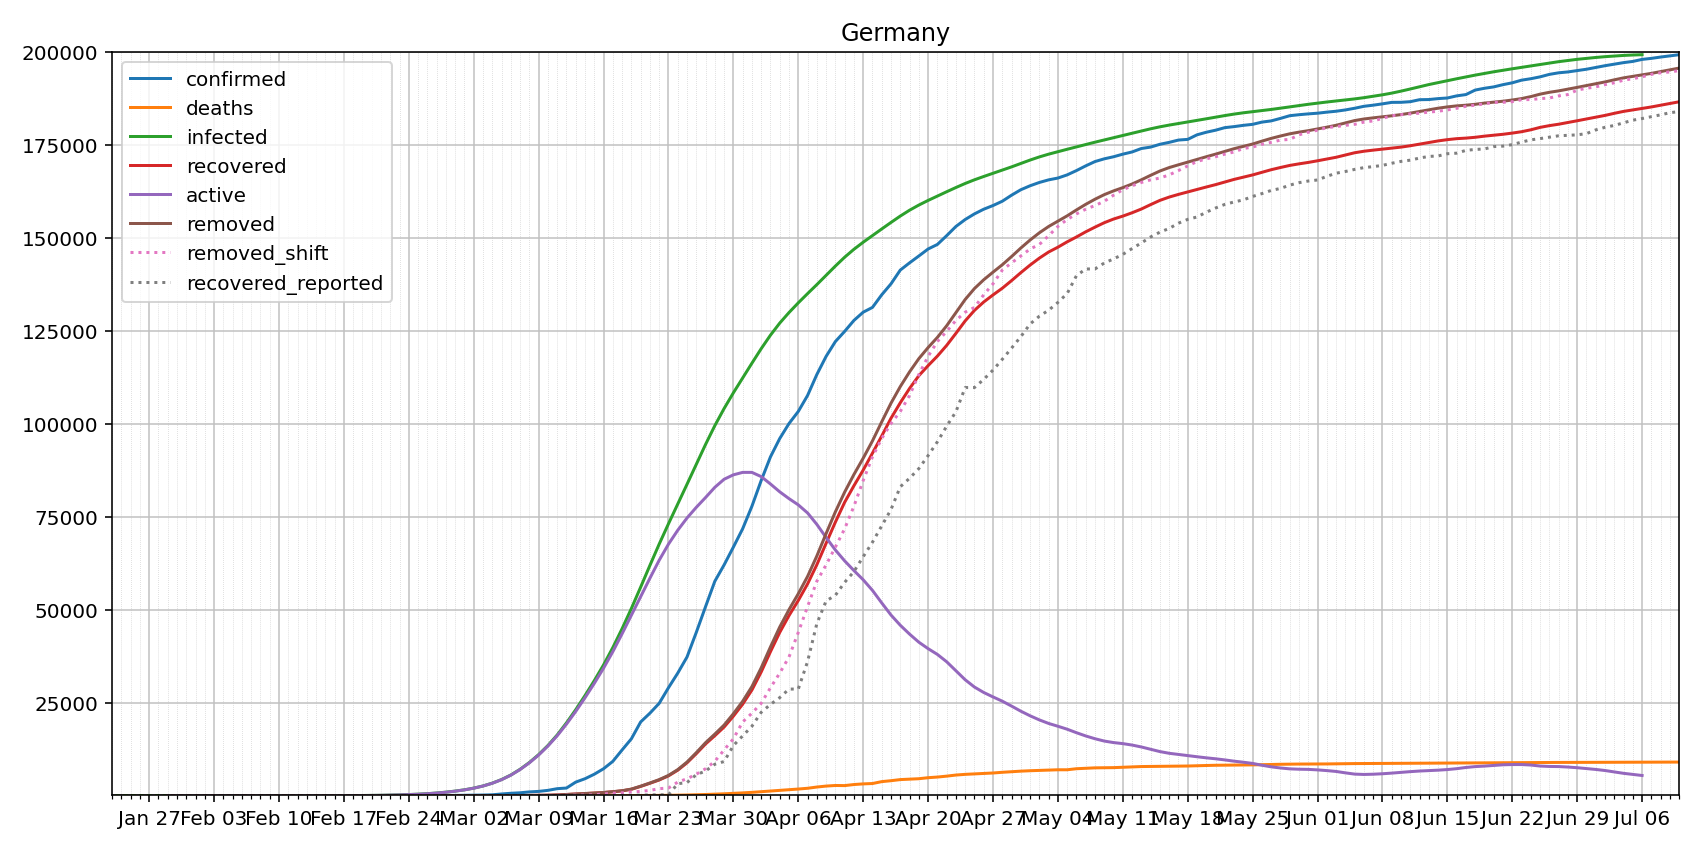 Germany
200000
175000
150000
125000
100000
75000
50000
25000
confirmed
deaths
infected
recovered
active
removed
removed_shift
recovered_reported
Jan 27 Feb 03 Feb 10 Feb 17 Feb 24 Mar 02 Mar 09 Mar 16 Mar 23 Mar 30 Apr 06 Apr 13 Apr 20 Apr 27 May 04 May 11 May 18 May 25 Jun 01 Jun 08 Jun 15 Jun 22 Jun 29 Jul 06